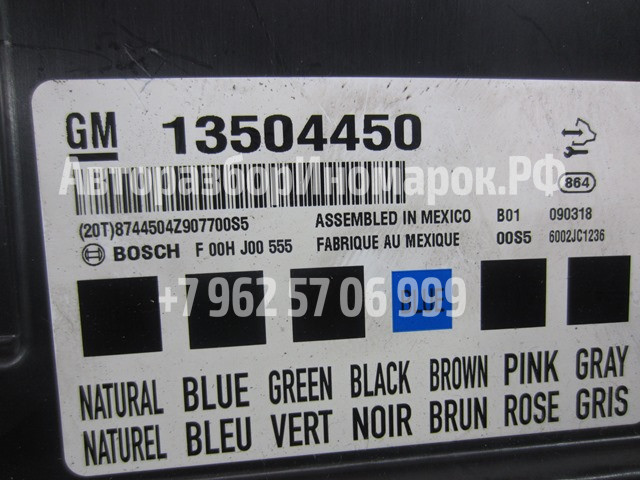 GM 13504450
АвторазборИномарок.РФ
864
(20T)8744504Z907700S5 ASSEMBLED IN MEXICO B01 090318
BOSCH F 00H J00 555 FABRIQUE AU MEXIQUE 00S5 6002JC1236
+7 962 57 06 999
BLUE
NATURAL BLUE GREEN BLACK BROWN PINK GRAY
NATUREL BLEU VERT NOIR BRUN ROSE GRIS